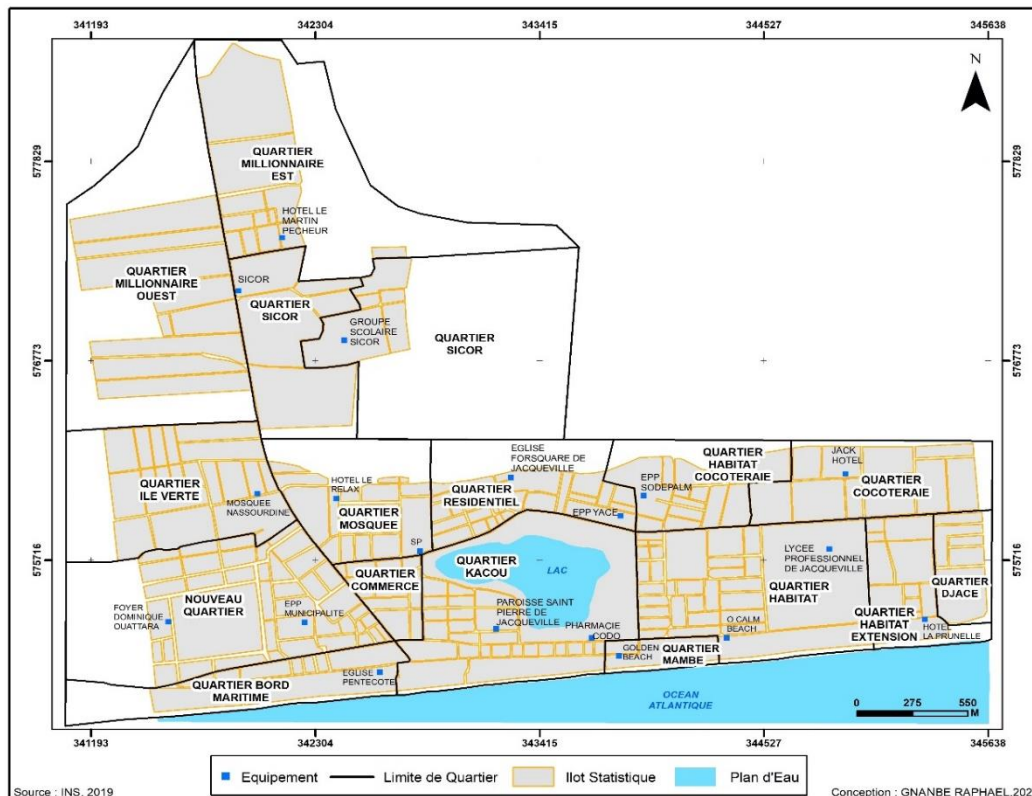 341193
342304
343415
344527
345638
N
577829
577829
QUARTIER
MILLIONNAIRE
EST
HOTEL LE
MARTIN
PECHEUR
QUARTIER
MILLIONNAIRE
OUEST
SICOR
QUARTIER
SICOR
GROUPE
SCOLAIRE
SICOR
QUARTIER
SICOR
576773
576773
EGLISE
FORSQUARE DE
JACQUEVILLE
QUARTIER
HABITAT
COCOTERAIE
JACK
HOTEL
QUARTIER
ILE VERTE
HOTEL LE
RELAX
QUARTIER
RESIDENTIEL
EPP
SODEPALM
QUARTIER
COCOTERAIE
MOSQUEE
NASSOURDINE
QUARTIER
MOSQUEE
EPP YACE
SP
575716
575716
QUARTIER
COMMERCE
QUARTIER
KACOU
LAC
LYCEE
PROFESSIONNEL
DE JACQUEVILLE
NOUVEAU
QUARTIER
QUARTIER
HABITAT
QUARTIER
DJACE
FOYER
DOMINIQUE
OUATTARA
EPP
MUNICIPALITE
PAROISSE SAINT
PIERRE DE
JACQUEVILLE
PHARMACIE
CODO
O CALM
BEACH
QUARTIER
HABITAT
EXTENSION
HOTEL
LA PRUNELLE
GOLDEN
BEACH
QUARTIER
MAMBE
QUARTIER BORD
MARITIME
EGLISE
PENTECOTE
OCEAN
ATLANTIQUE
0 275 550
M
341193
342304
343415
344527
345638
Equipement
Limite de Quartier
Ilot Statistique
Plan d'Eau
Source : INS, 2019
Conception : GNANBE RAPHAEL,202